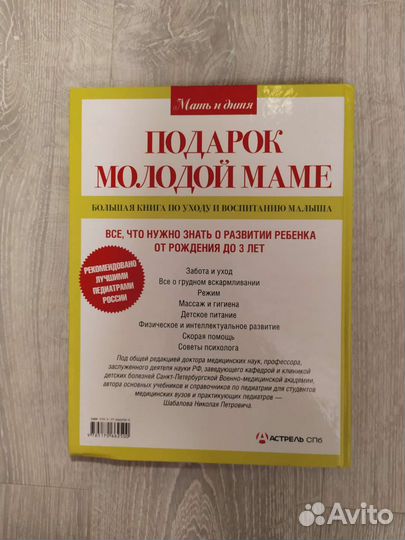 Мать и дитя
ПОДАРОК
МОЛОДОЙ МАМЕ
БОЛЬШАЯ КНИГА ПО УХОДУ И ВОСПИТАНИЮ МАЛЫША
ВСЕ, ЧТО НУЖНО ЗНАТЬ О РАЗВИТИИ РЕБЕНКА
ОТ РОЖДЕНИЯ ДО 3 ЛЕТ
РЕКОМЕНДОВАНО
ЛУЧШИМИ
ПЕДИАТРАМИ
РОССИИ
Забота и уход
Все о грудном вскармливании
Режим
Массаж и гигиена
Детское питание
Физическое и интеллектуальное развитие
Скорая помощь
Советы психолога
Под общей редакцией доктора медицинских наук, профессора,
заслуженного деятеля науки РФ, заведующего кафедрой и клиникой
детских болезней Санкт-Петербургской Военно-медицинской академии,
автора основных учебников и справочников по педиатрии для студентов
медицинских вузов и практикующих педиатров —
Шабалова Николая Петровича.
АСТРЕЛЬ СПб
Avito